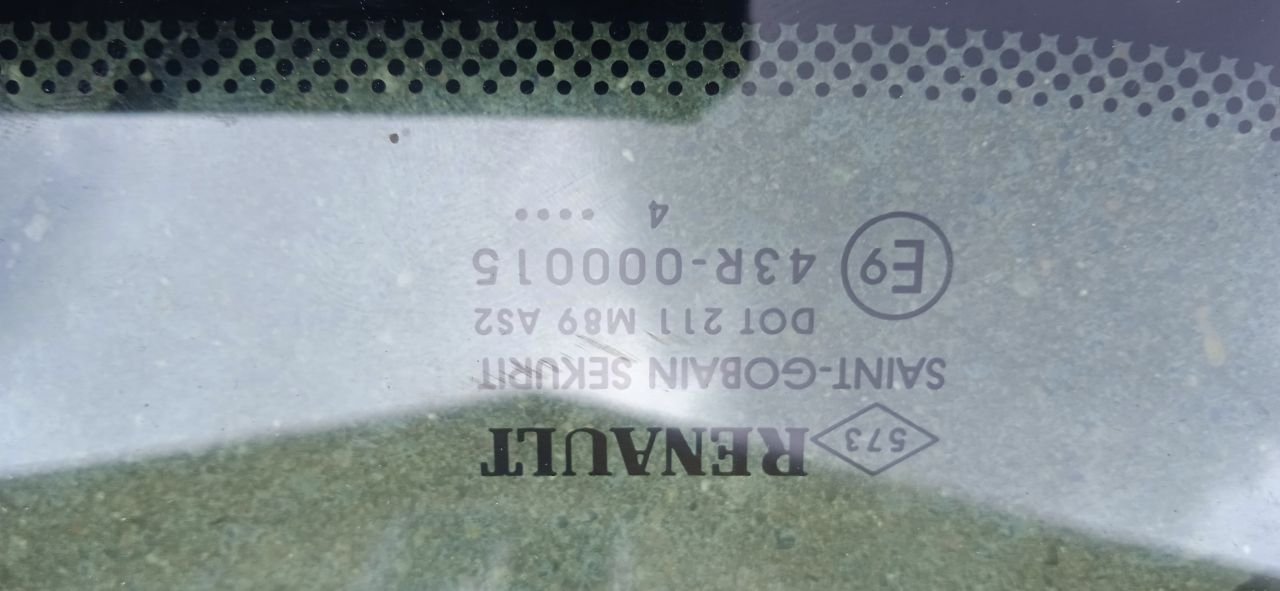 573 RENAULT
SAINT-GOBAIN SEKURIT
DOT 211 M89 AS2
E9 43R-000015
4 ....